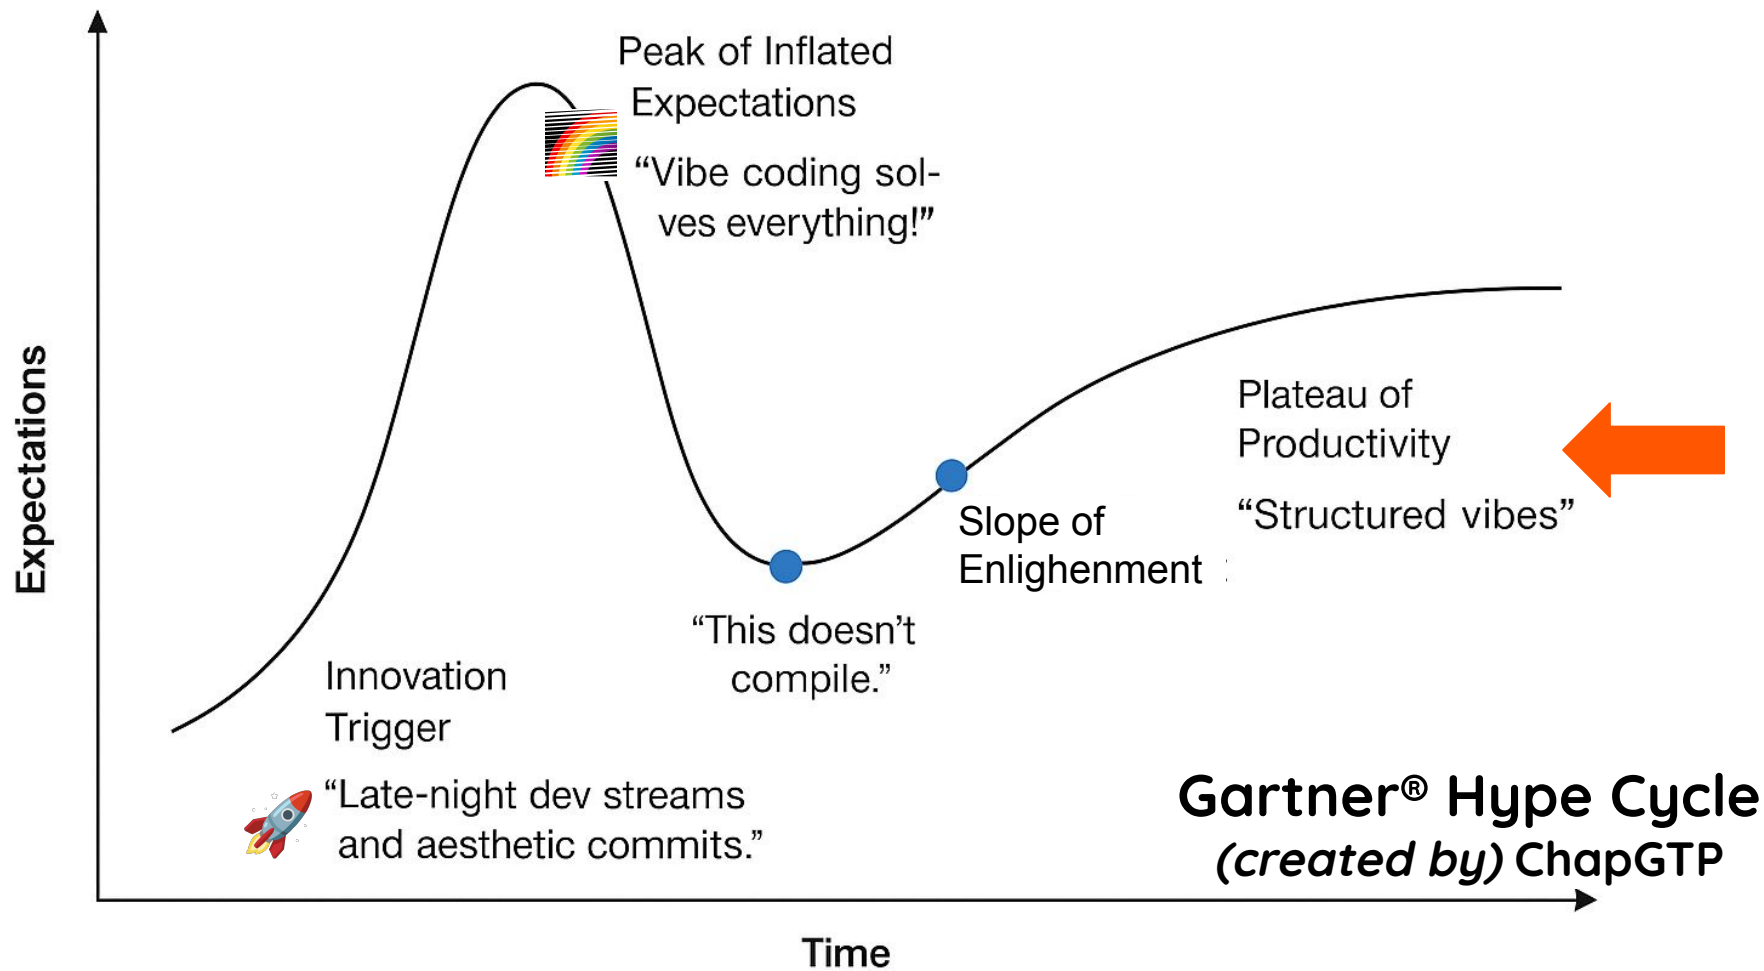 Peak of Inflated
Expectations
“Vibe coding sol-
ves everything!”
Expectations
Plateau of
Productivity
“Structured vibes”
Slope of
Enlighenment :
“This doesn’t
compile.”
Innovation
Trigger
“Late-night dev streams
and aesthetic commits.”
Gartner® Hype Cycle
(created by) ChapGTP
Time